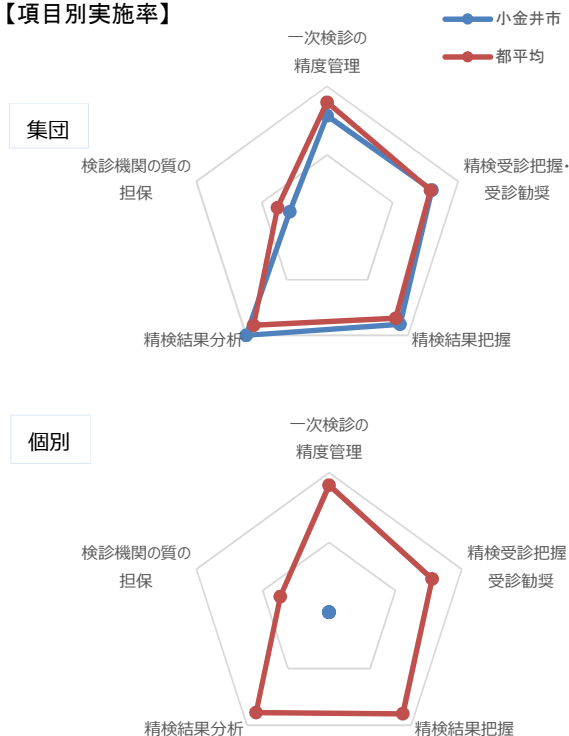 【項目別実施率】
小金井市
都平均
集団
一次検診の
精度管理
精検受診把握・
受診勧奨
精検結果把握
精検結果分析
検診機関の質の
担保
個別
一次検診の
精度管理
精検受診把握
受診勧奨
精検結果把握
精検結果分析
検診機関の質の
担保